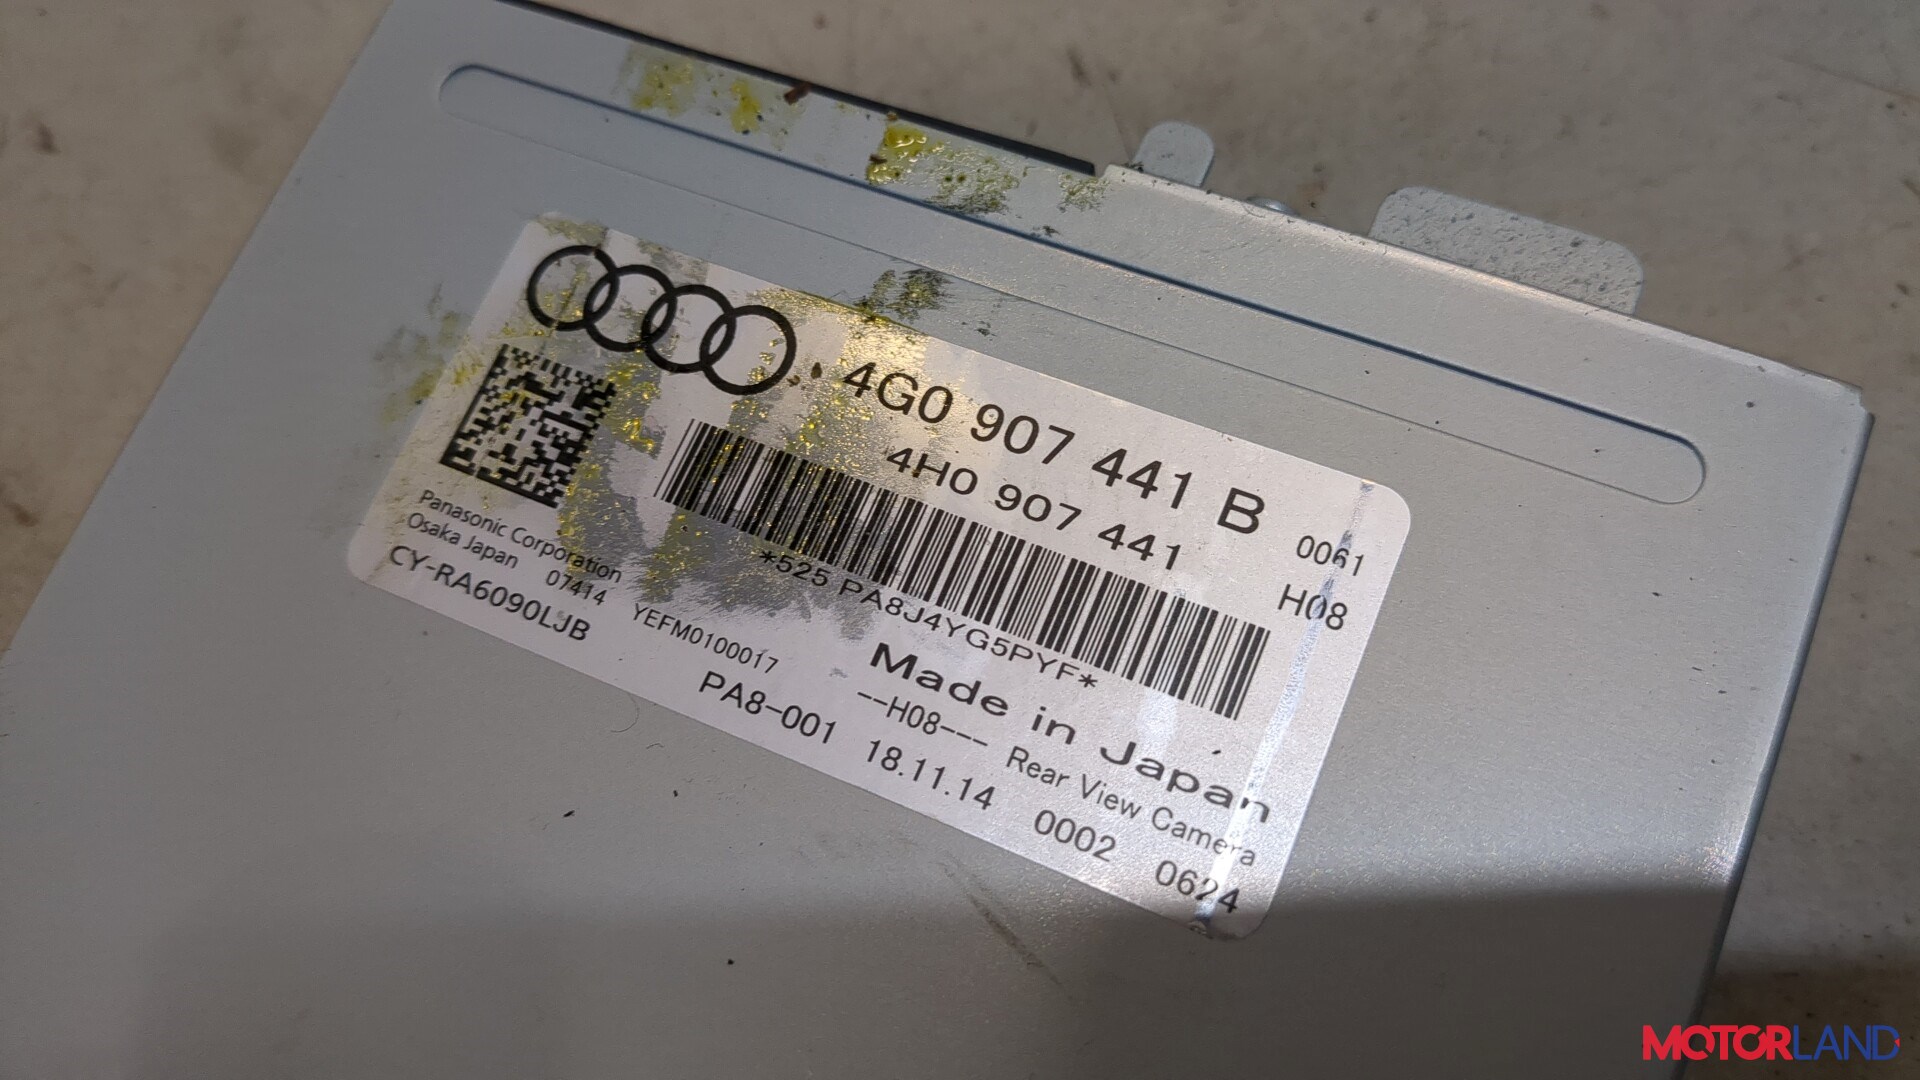 4G0 907 441 B 0061
4H0 907 441 H08
*525 PA8J4YG5PYF*
Panasonic Corporation
Osaka Japan 07414
CY-RA6090LJB
YEFM0100017
Made in Japan
--H08--- Rear View Camera
PA8-001 18.11.14 0002 0624
MOTORLAND